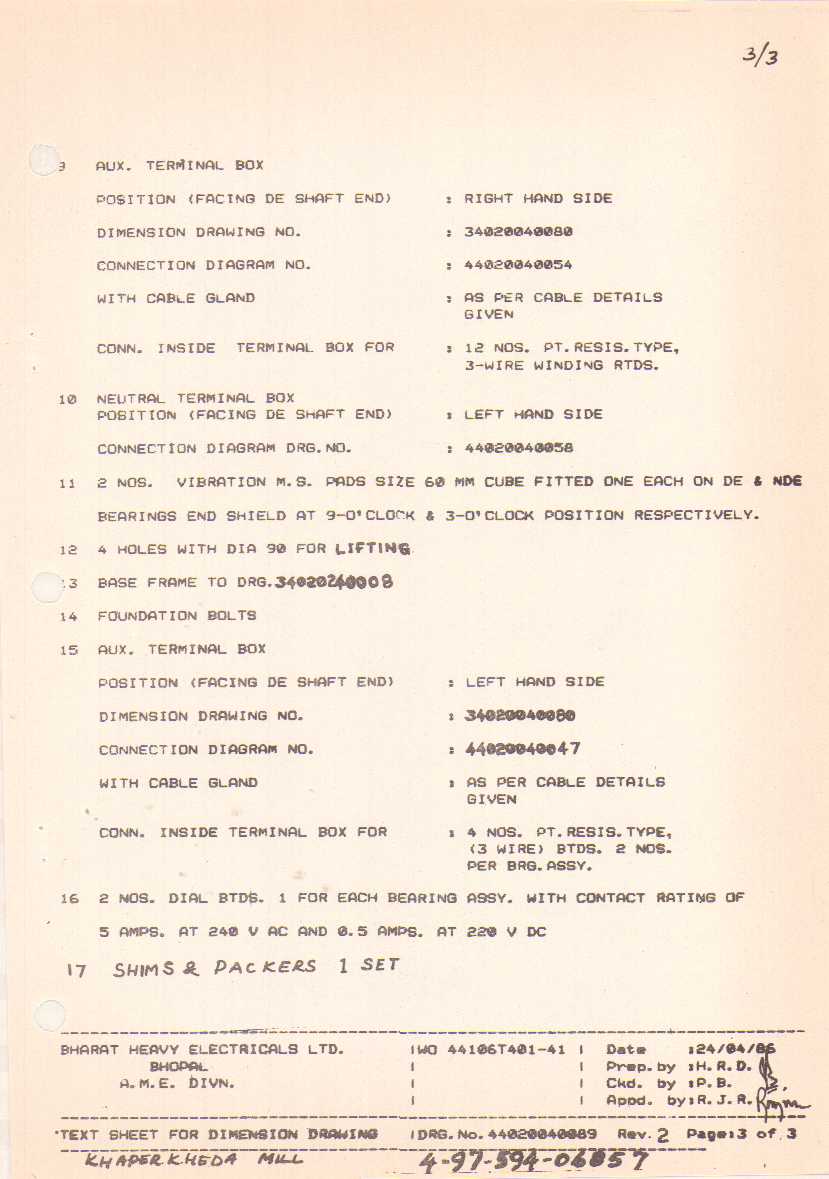 3/3
9 AUX. TERMINAL BOX
POSITION (FACING DE SHAFT END) : RIGHT HAND SIDE
DIMENSION DRAWING NO. : 34020040080
CONNECTION DIAGRAM NO. : 44020040054
WITH CABLE GLAND : AS PER CABLE DETAILS
GIVEN
CONN. INSIDE TERMINAL BOX FOR : 12 NOS. PT.RESIS.TYPE,
3-WIRE WINDING RTDS.
10 NEUTRAL TERMINAL BOX
POSITION (FACING DE SHAFT END) : LEFT HAND SIDE
CONNECTION DIAGRAM DRG.NO. : 44020040058
11 2 NOS. VIBRATION M.S. PADS SIZE 60 MM CUBE FITTED ONE EACH ON DE & NDE
BEARINGS END SHIELD AT 9-O'CLOCK & 3-O'CLOCK POSITION RESPECTIVELY.
12 4 HOLES WITH DIA 90 FOR LIFTING
13 BASE FRAME TO DRG.34020240008
14 FOUNDATION BOLTS
15 AUX. TERMINAL BOX
POSITION (FACING DE SHAFT END) : LEFT HAND SIDE
DIMENSION DRAWING NO. : 34020040080
CONNECTION DIAGRAM NO. : 44020040047
WITH CABLE GLAND : AS PER CABLE DETAILS
GIVEN
CONN. INSIDE TERMINAL BOX FOR : 4 NOS. PT.RESIS.TYPE,
(3 WIRE) BTDS. 2 NOS.
PER BRG.ASSY.
16 2 NOS. DIAL BTDS. 1 FOR EACH BEARING ASSY. WITH CONTACT RATING OF
5 AMPS. AT 240 V AC AND 0.5 AMPS. AT 220 V DC
17 SHIMS & PACKERS 1 SET
BHARAT HEAVY ELECTRICALS LTD. |WO 44106T401-41 | Date :24/04/86
BHOPAL | | Prep.by :H.R.D.
A.M.E. DIVN. | | Ckd. by :P.B.
| | Appd. by:R.J.R.
TEXT SHEET FOR DIMENSION DRAWING |DRG.No.44020040089 Rev.2 Page:3 of 3
KHAPER.KHEDA MILL 4-97-594-06857